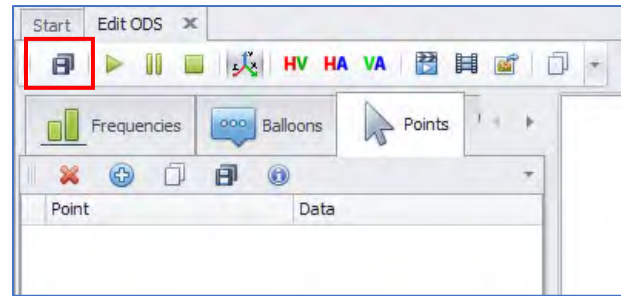 Start Edit ODS
HV HA VA
Frequencies Balloons Points
Point Data